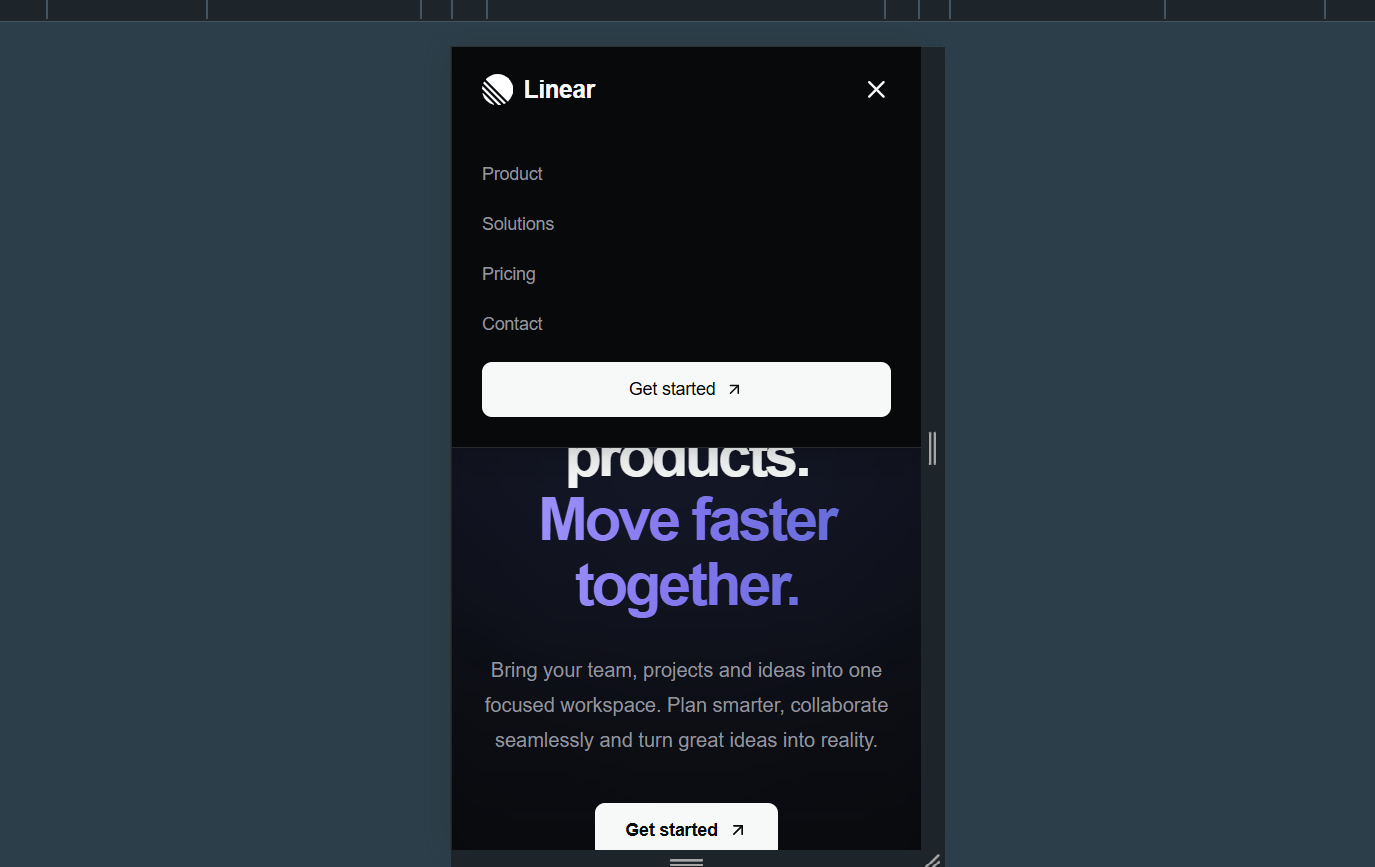 Linear
Product
Solutions
Pricing
Contact
Get started
products.
Move faster
together.
Bring your team, projects and ideas into one
focused workspace. Plan smarter, collaborate
seamlessly and turn great ideas into reality.
Get started